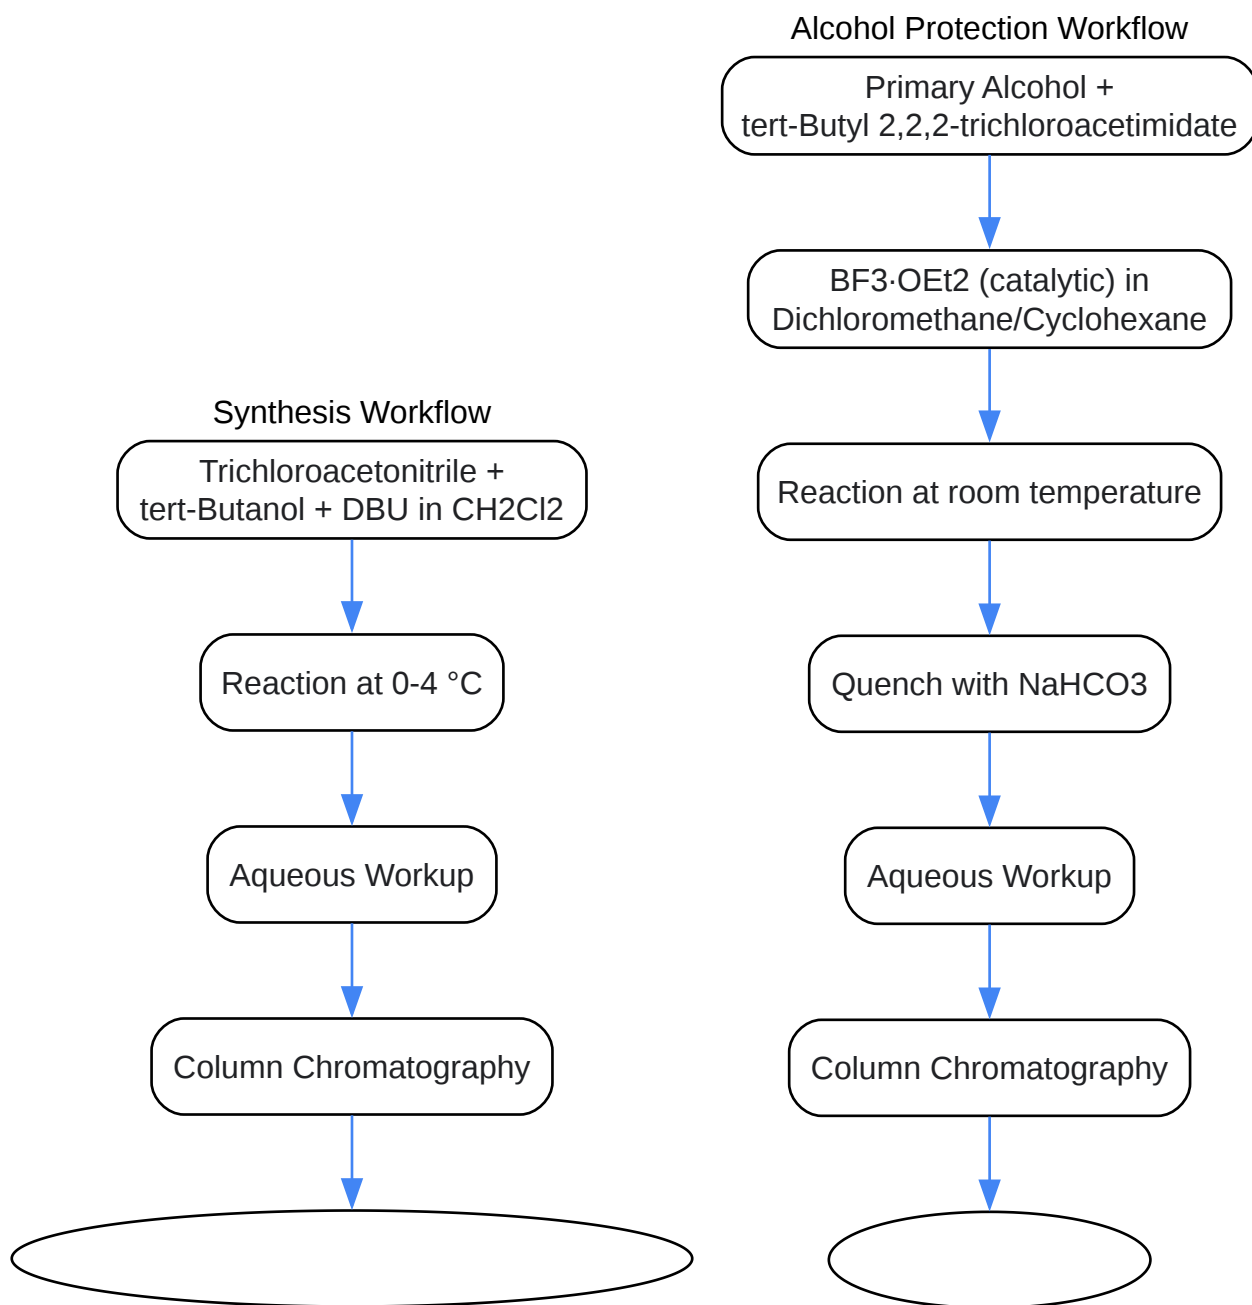 Alcohol Protection Workflow
Primary Alcohol +
tert-Butyl 2,2,2-trichloroacetimidate
BF3·OEt2 (catalytic) in
Dichloromethane/Cyclohexane
Reaction at room temperature
Quench with NaHCO3
Aqueous Workup
Column Chromatography
Synthesis Workflow
Trichloroacetonitrile +
tert-Butanol + DBU in CH2Cl2
Reaction at 0-4 °C
Aqueous Workup
Column Chromatography